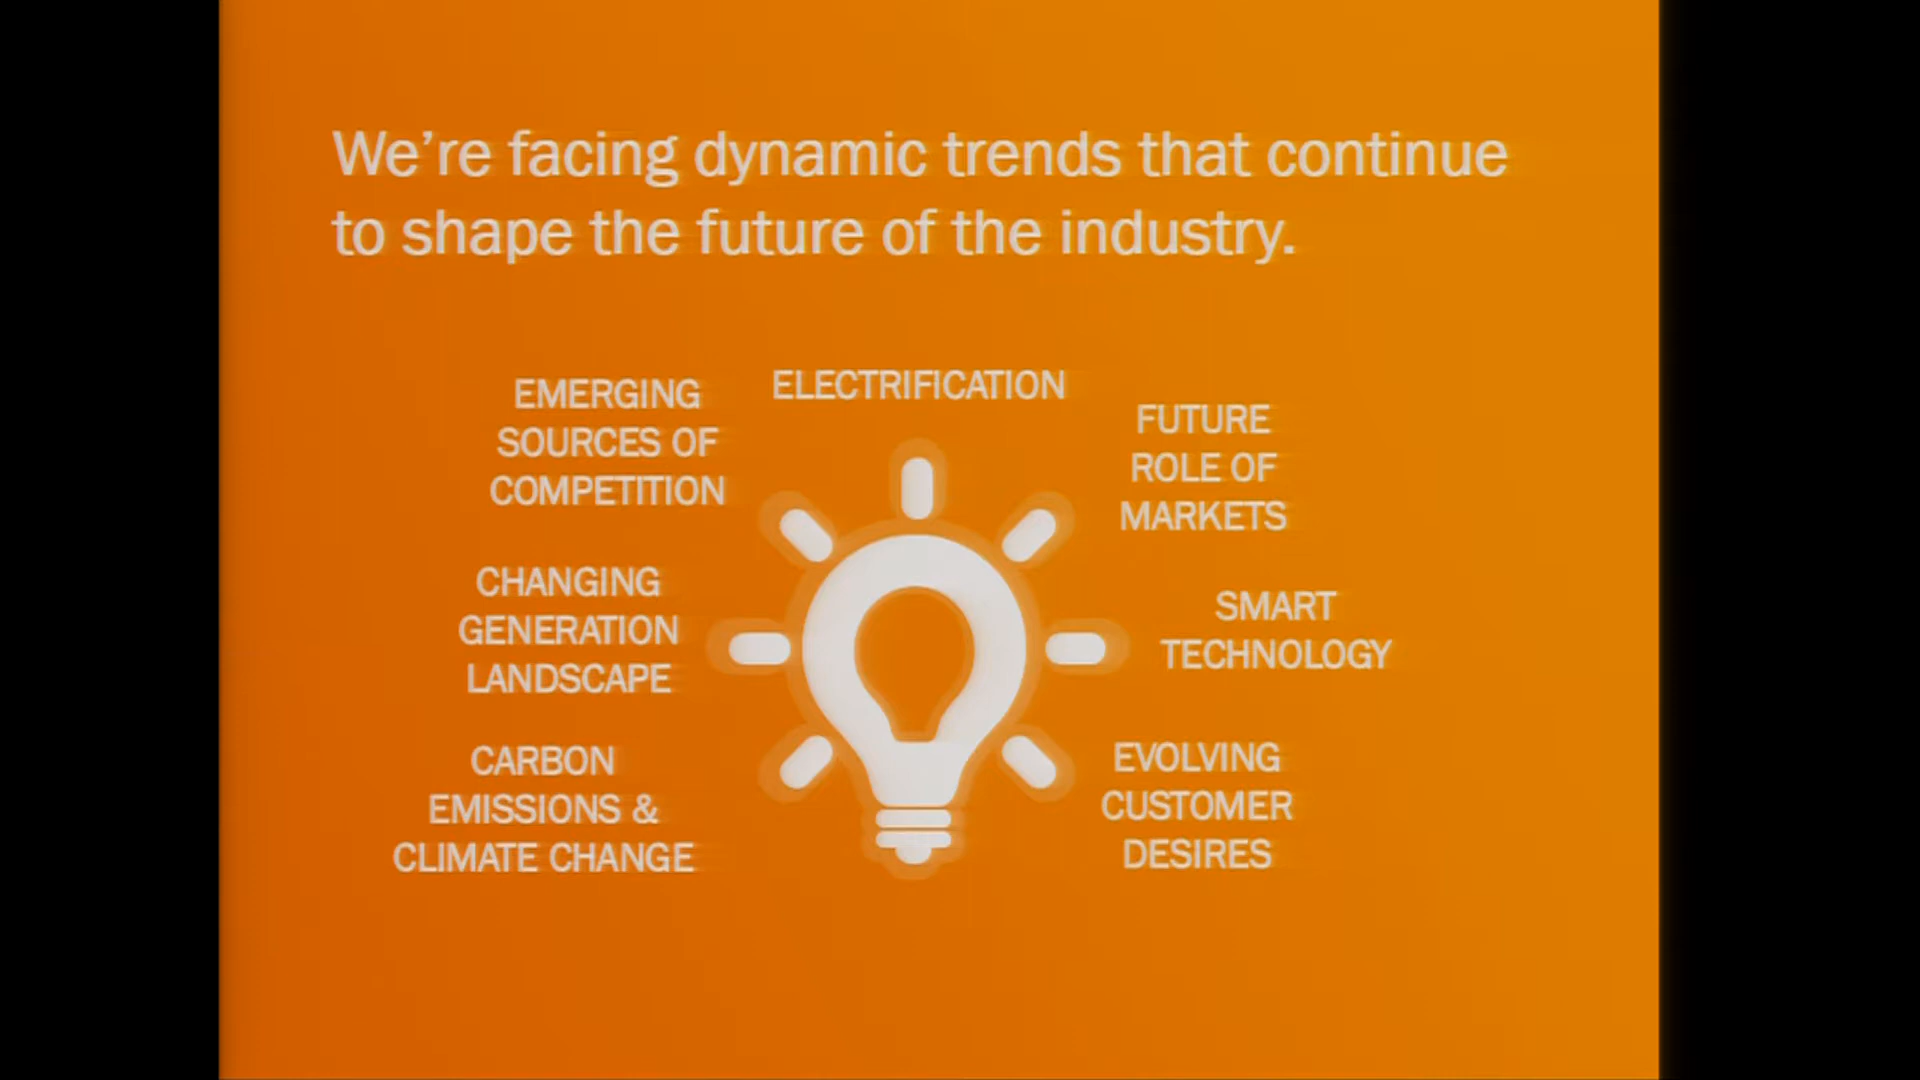 We’re facing dynamic trends that continue
to shape the future of the industry.
EMERGING
SOURCES OF
COMPETITION
ELECTRIFICATION
FUTURE
ROLE OF
MARKETS
CHANGING
GENERATION
LANDSCAPE
SMART
TECHNOLOGY
CARBON
EMISSIONS &
CLIMATE CHANGE
EVOLVING
CUSTOMER
DESIRES